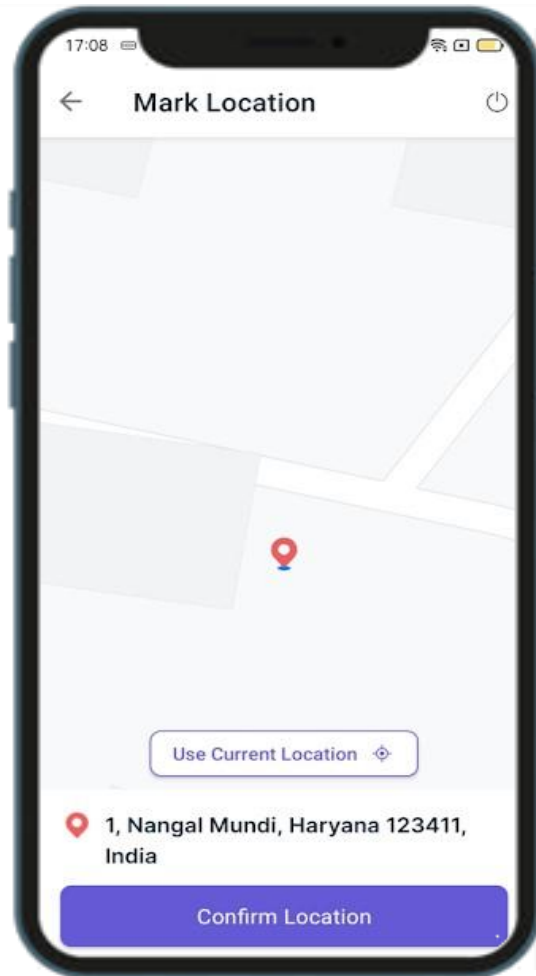 17:08
Mark Location
Use Current Location
1, Nangal Mundi, Haryana 123411,
India
Confirm Location